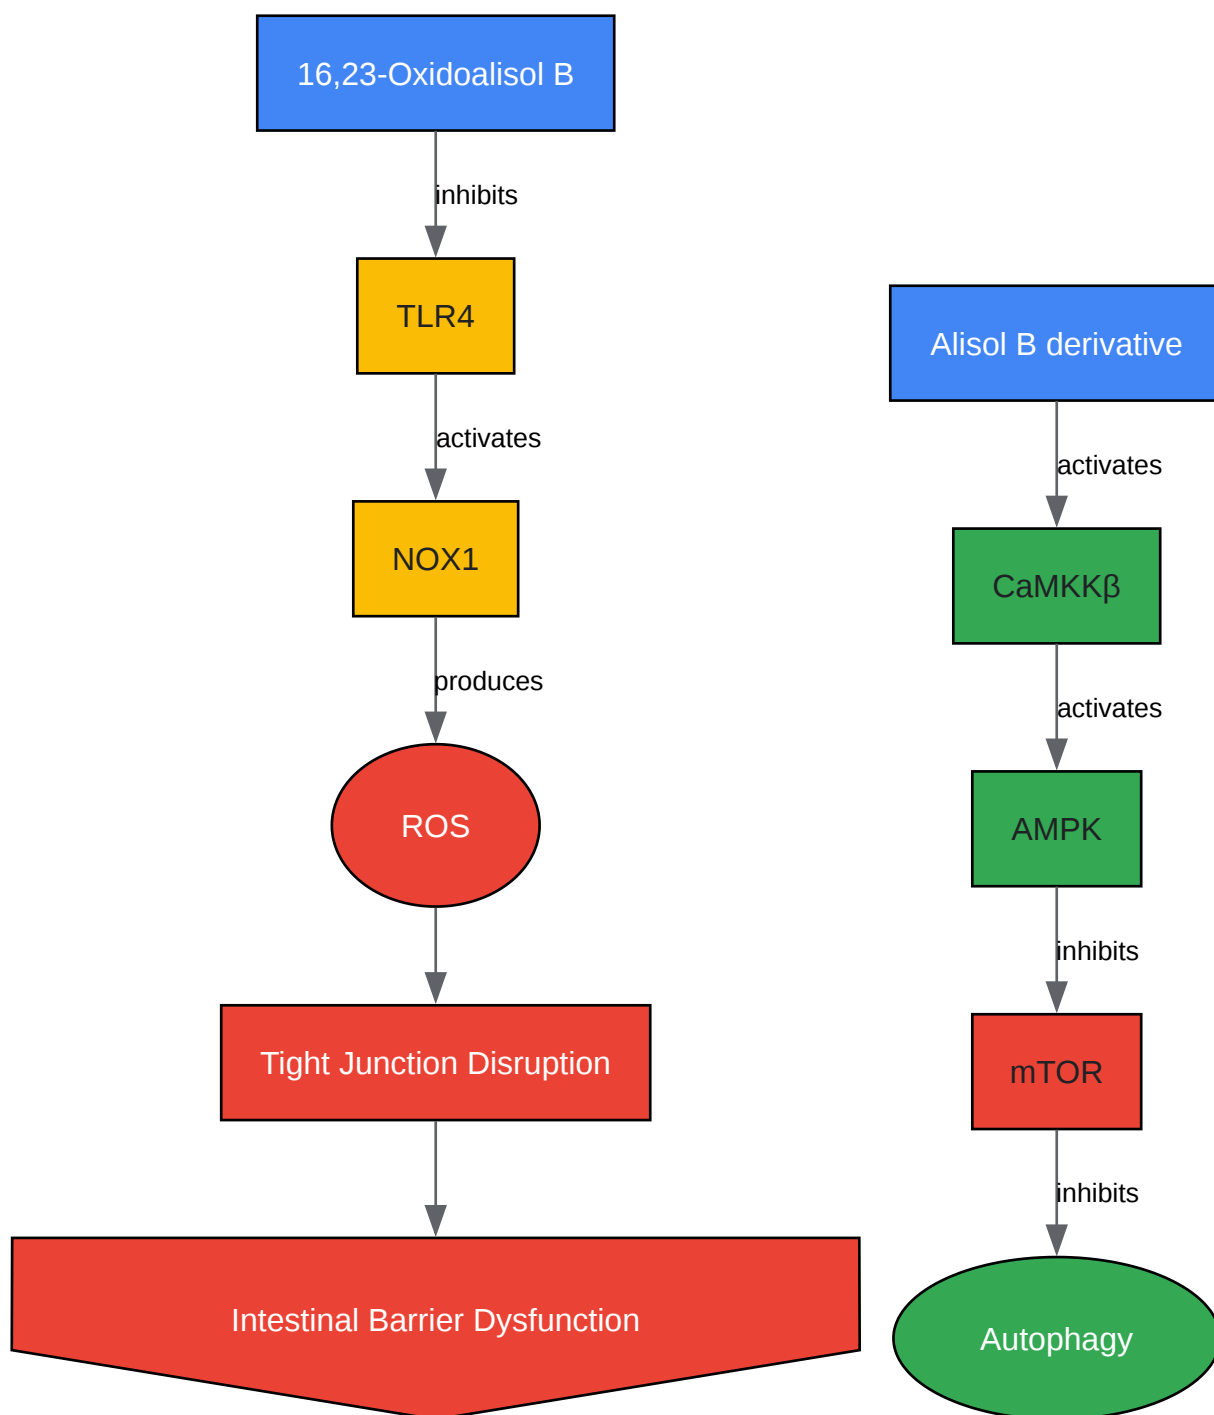 16,23-Oxidoalisol B
inhibits
TLR4
activates
NOX1
produces
ROS
Tight Junction Disruption
Intestinal Barrier Dysfunction
Alisol B derivative
activates
CaMKKβ
activates
AMPK
inhibits
mTOR
inhibits
Autophagy